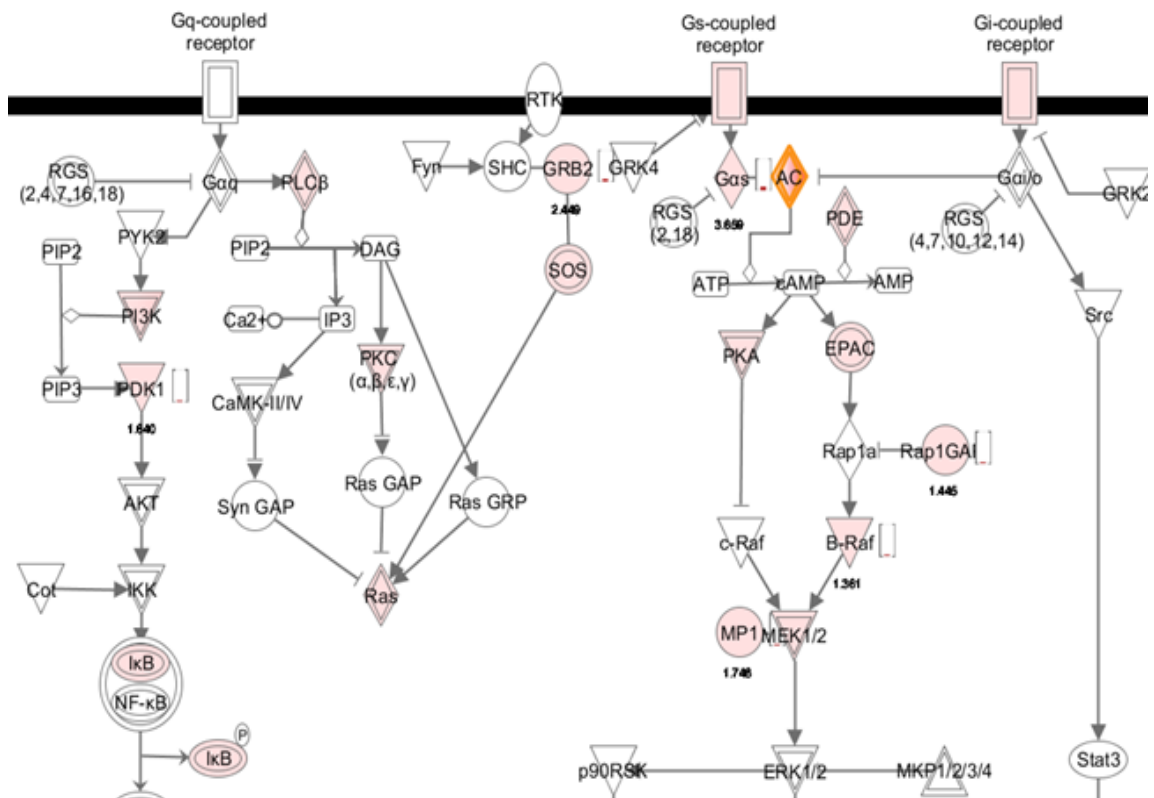 Gq-coupled
receptor
Gs-coupled
receptor
Gi-coupled
receptor
RTK
RGS
(2,4,7,16,18)
Gαq
PLCβ
Fyn
SHC
GRB2
2.449
GRK4
Gαs
3.659
AC
Gαi/o
GRK2
RGS
(2,18)
PDE
RGS
(4,7,10,12,14)
PYK2
PIP2
PIP2
DAG
SOS
ATP
cAMP
AMP
PI3K
Ca2+
IP3
Src
PKC
(α,β,ε,γ)
PKA
EPAC
PIP3
PDK1
1.640
CaMK-II/IV
Rap1a
Rap1GAI
1.445
AKT
Syn GAP
Ras GAP
Ras GRP
c-Raf
B-Raf
1.361
Cot
IKK
Ras
MP1
1.746
MEK1/2
IκB
NF-κB
IκB
P
p90RSK
ERK1/2
MKP1/2/3/4
Stat3